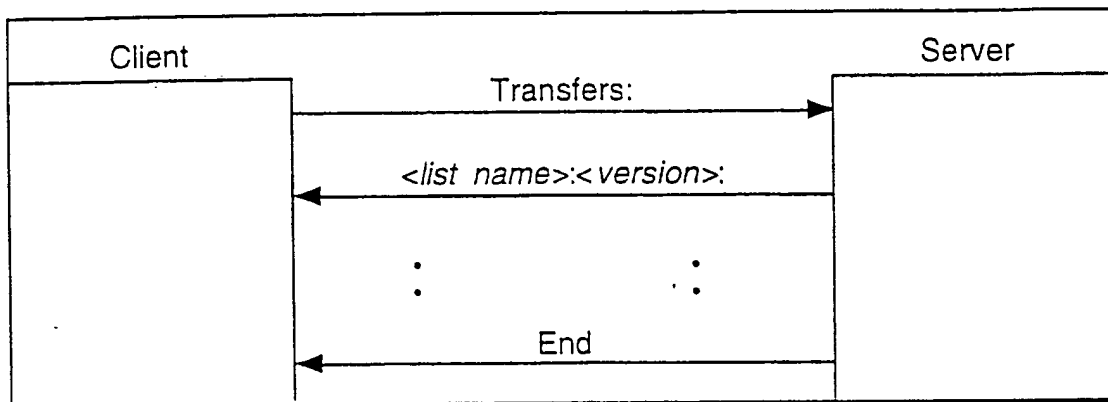 Client Server
Transfers:
<list name>:<version>:
: :
End